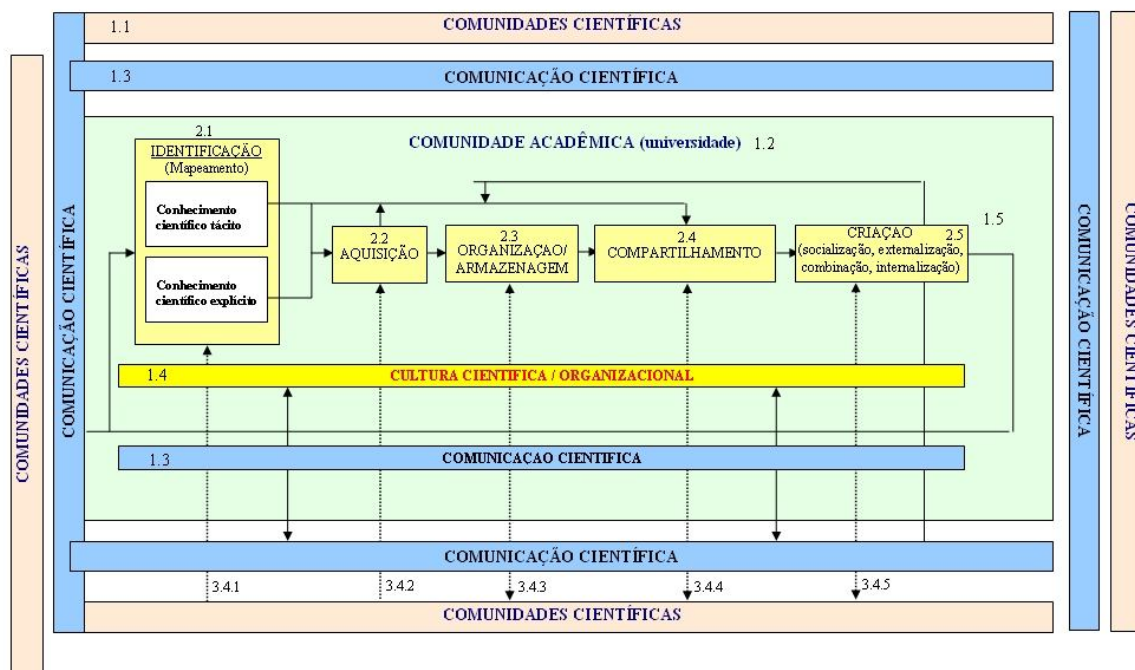 1.1
COMUNIDADES CIENTÍFICAS
1.3
COMUNICAÇÃO CIENTÍFICA
COMUNIDADES CIENTÍFICAS
COMUNICAÇÃO CIENTÍFICA
COMUNIDADE ACADÊMICA (universidade) 1.2
2.1
IDENTIFICAÇÃO
(Mapeamento)
Conhecimento
científico tácito
Conhecimento
científico explícito
2.2
AQUISIÇÃO
2.3
ORGANIZAÇAO/
ARMAZENAGEM
2.4
COMPARTILHAMENTO
CRIAÇAO 2.5
(socialização, externalização,
combinação, internalização)
1.5
1.4
CULTURA CIENTIFICA / ORGANIZACIONAL
1.3
COMUNICAÇAO CIENTIFICA
COMUNICAÇÃO CIENTÍFICA
3.4.1
3.4.2
3.4.3
3.4.4
3.4.5
COMUNIDADES CIENTÍFICAS
COMUNICAÇÃO CIENTÍFICA
COMUNIDADES CIENTÍFICAS